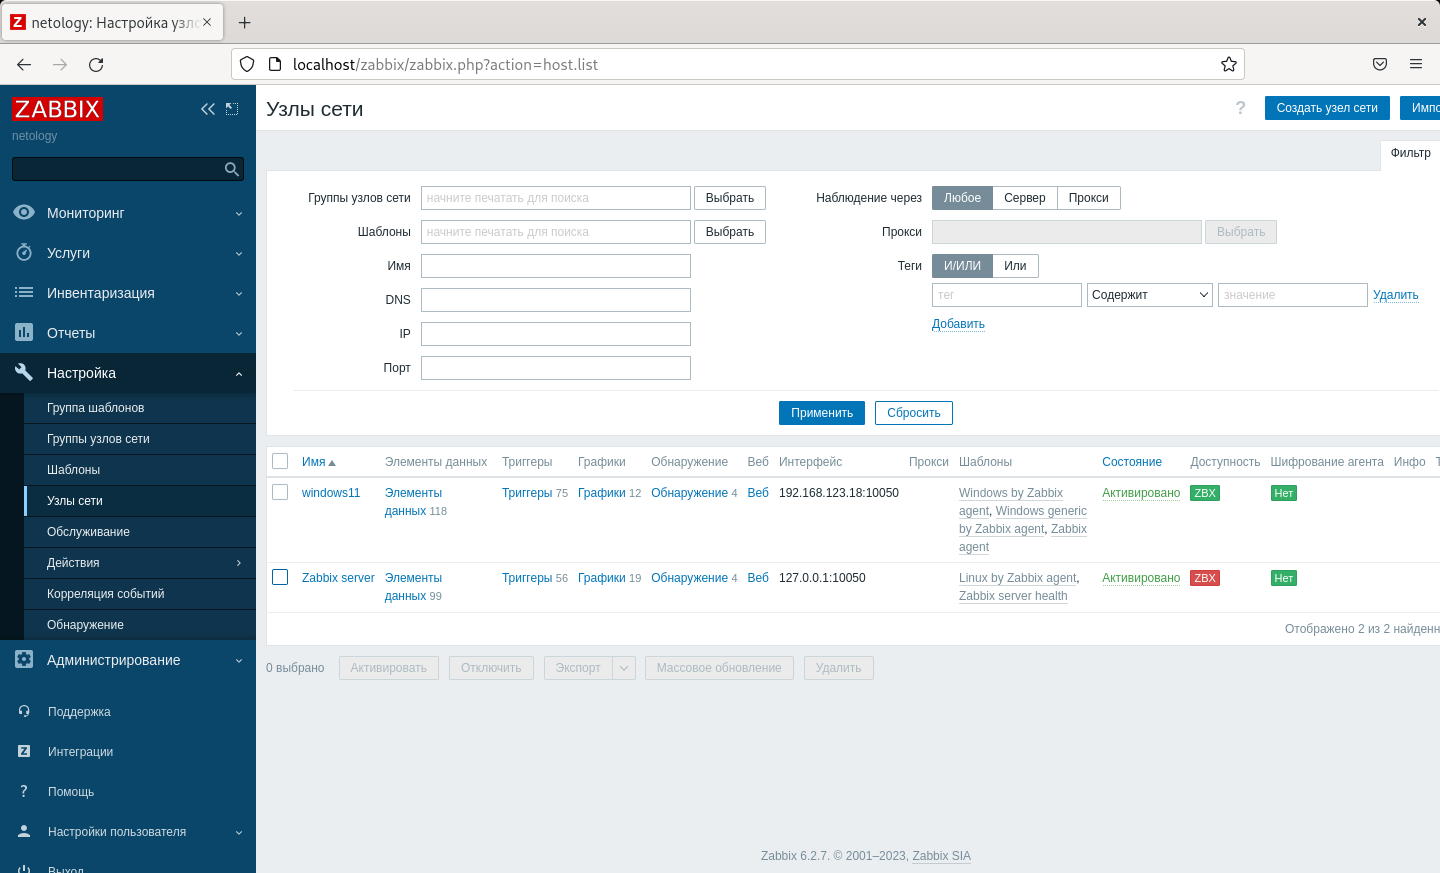 netology: Настройка узло
localhost/zabbix/zabbix.php?action=host.list
ZABBIX
netology
Мониторинг
Услуги
Инвентаризация
Отчеты
Настройка
Группа шаблонов
Группы узлов сети
Шаблоны
Узлы сети
Обслуживание
Действия
Корреляция событий
Обнаружение
Администрирование
Поддержка
Интеграции
Помощь
Настройки пользователя
Выход
Узлы сети
? Создать узел сети Импо
Фильтр
Группы узлов сети начните печатать для поиска Выбрать
Шаблоны начните печатать для поиска Выбрать
Имя
DNS
IP
Порт
Наблюдение через Любое Сервер Прокси
Прокси Выбрать
Теги И/ИЛИ Или
тег Содержит значение Удалить
Добавить
Применить Сбросить
Имя Элементы данных Триггеры Графики Обнаружение Веб Интерфейс Прокси Шаблоны Состояние Доступность Шифрование агента Инфо Т
windows11 Элементы данных 118 Триггеры 75 Графики 12 Обнаружение 4 Веб 192.168.123.18:10050 Windows by Zabbix agent, Windows generic by Zabbix agent, Zabbix agent Активировано ZBX Нет
Zabbix server Элементы данных 99 Триггеры 56 Графики 19 Обнаружение 4 Веб 127.0.0.1:10050 Linux by Zabbix agent, Zabbix server health Активировано ZBX Нет
Отображено 2 из 2 найденн
0 выбрано Активировать Отключить Экспорт Массовое обновление Удалить
Zabbix 6.2.7. © 2001–2023, Zabbix SIA